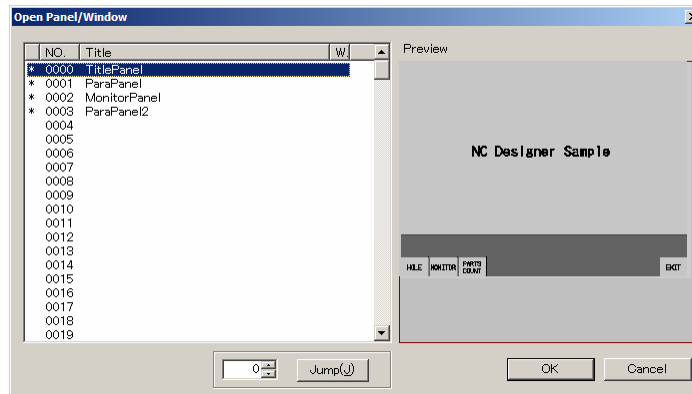 Open Panel/Window
NO. Title W. Preview
* 0000 TitlePanel
* 0001 ParaPanel
* 0002 MonitorPanel
* 0003 ParaPanel2
0004
0005
0006
0007
0008
0009
0010
0011
0012
0013
0014
0015
0016
0017
0018
0019
NC Designer Sample
HOLE MONITOR PARTS COUNT EXIT
0 Jump(J) OK Cancel